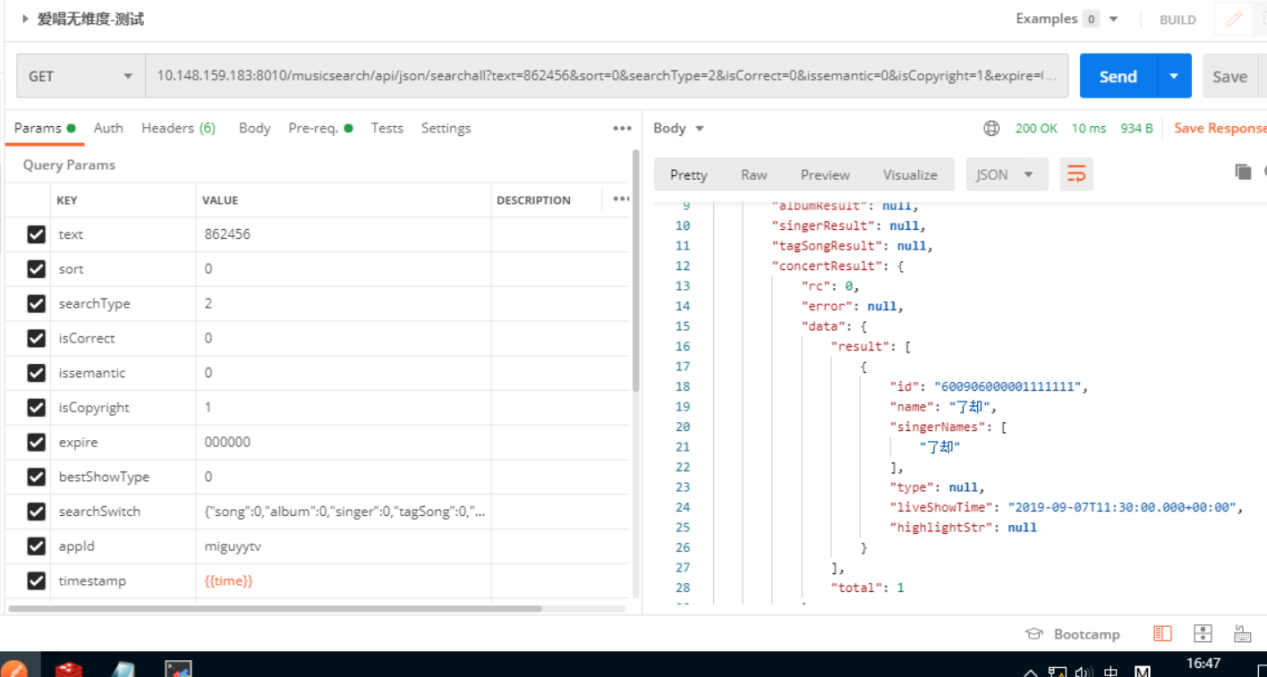 爱唱无维度-测试
Examples 0
BUILD
GET
10.148.159.183:8010/musicsearch/api/json/searchall?text=862456&sort=0&searchType=2&isCorrect=0&issemantic=0&isCopyright=1&expire=...
Send
Save
Params
Auth
Headers (6)
Body
Pre-req.
Tests
Settings
•••
Query Params
KEY VALUE DESCRIPTION •••
text 862456
sort 0
searchType 2
isCorrect 0
issemantic 0
isCopyright 1
expire 000000
bestShowType 0
searchSwitch {"song":0,"album":0,"singer":0,"tagSong":0,"...
appId miguyytv
timestamp {{time}}
Body
200 OK 10 ms 934 B Save Response
Pretty Raw Preview Visualize JSON
9 "albumResult": null,
10 "singerResult": null,
11 "tagSongResult": null,
12 "concertResult": {
13 "rc": 0,
14 "error": null,
15 "data": {
16 "result": [
17 {
18 "id": "600906000001111111",
19 "name": "了却",
20 "singerNames": [
21 "了却"
22 ],
23 "type": null,
24 "liveShowTime": "2019-09-07T11:30:00.000+00:00",
25 "highlightStr": null
26 }
27 ],
28 "total": 1
Bootcamp
中
M
16:47